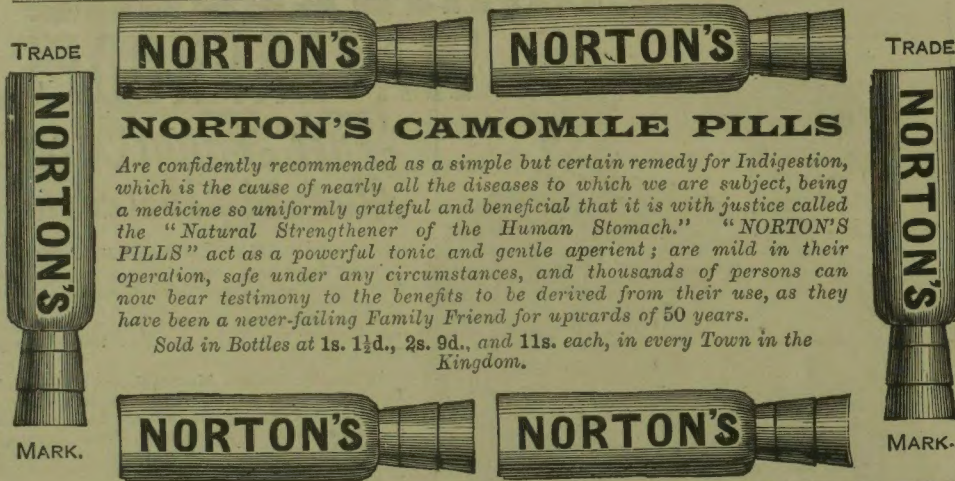 NORTON'S NORTON'S
TRADE
TRADE
NORTON'S
NORTON'S
NORTON'S CAMOMILE PILLS
Are confidently recommended as a simple but certain remedy for Indigestion,
which is the cause of nearly all the diseases to which we are subject, being
a medicine so uniformly grateful and beneficial that it is with justice called
the "Natural Strengthener of the Human Stomach." "NORTON'S
PILLS" act as a powerful tonic and gentle aperient; are mild in their
operation, safe under any circumstances, and thousands of persons can
now bear testimony to the benefits to be derived from their use, as they
have been a never-failing Family Friend for upwards of 50 years.
Sold in Bottles at 1s. 1½d., 2s. 9d., and 11s. each, in every Town in the
Kingdom.
MARK.
MARK.
NORTON'S NORTON'S